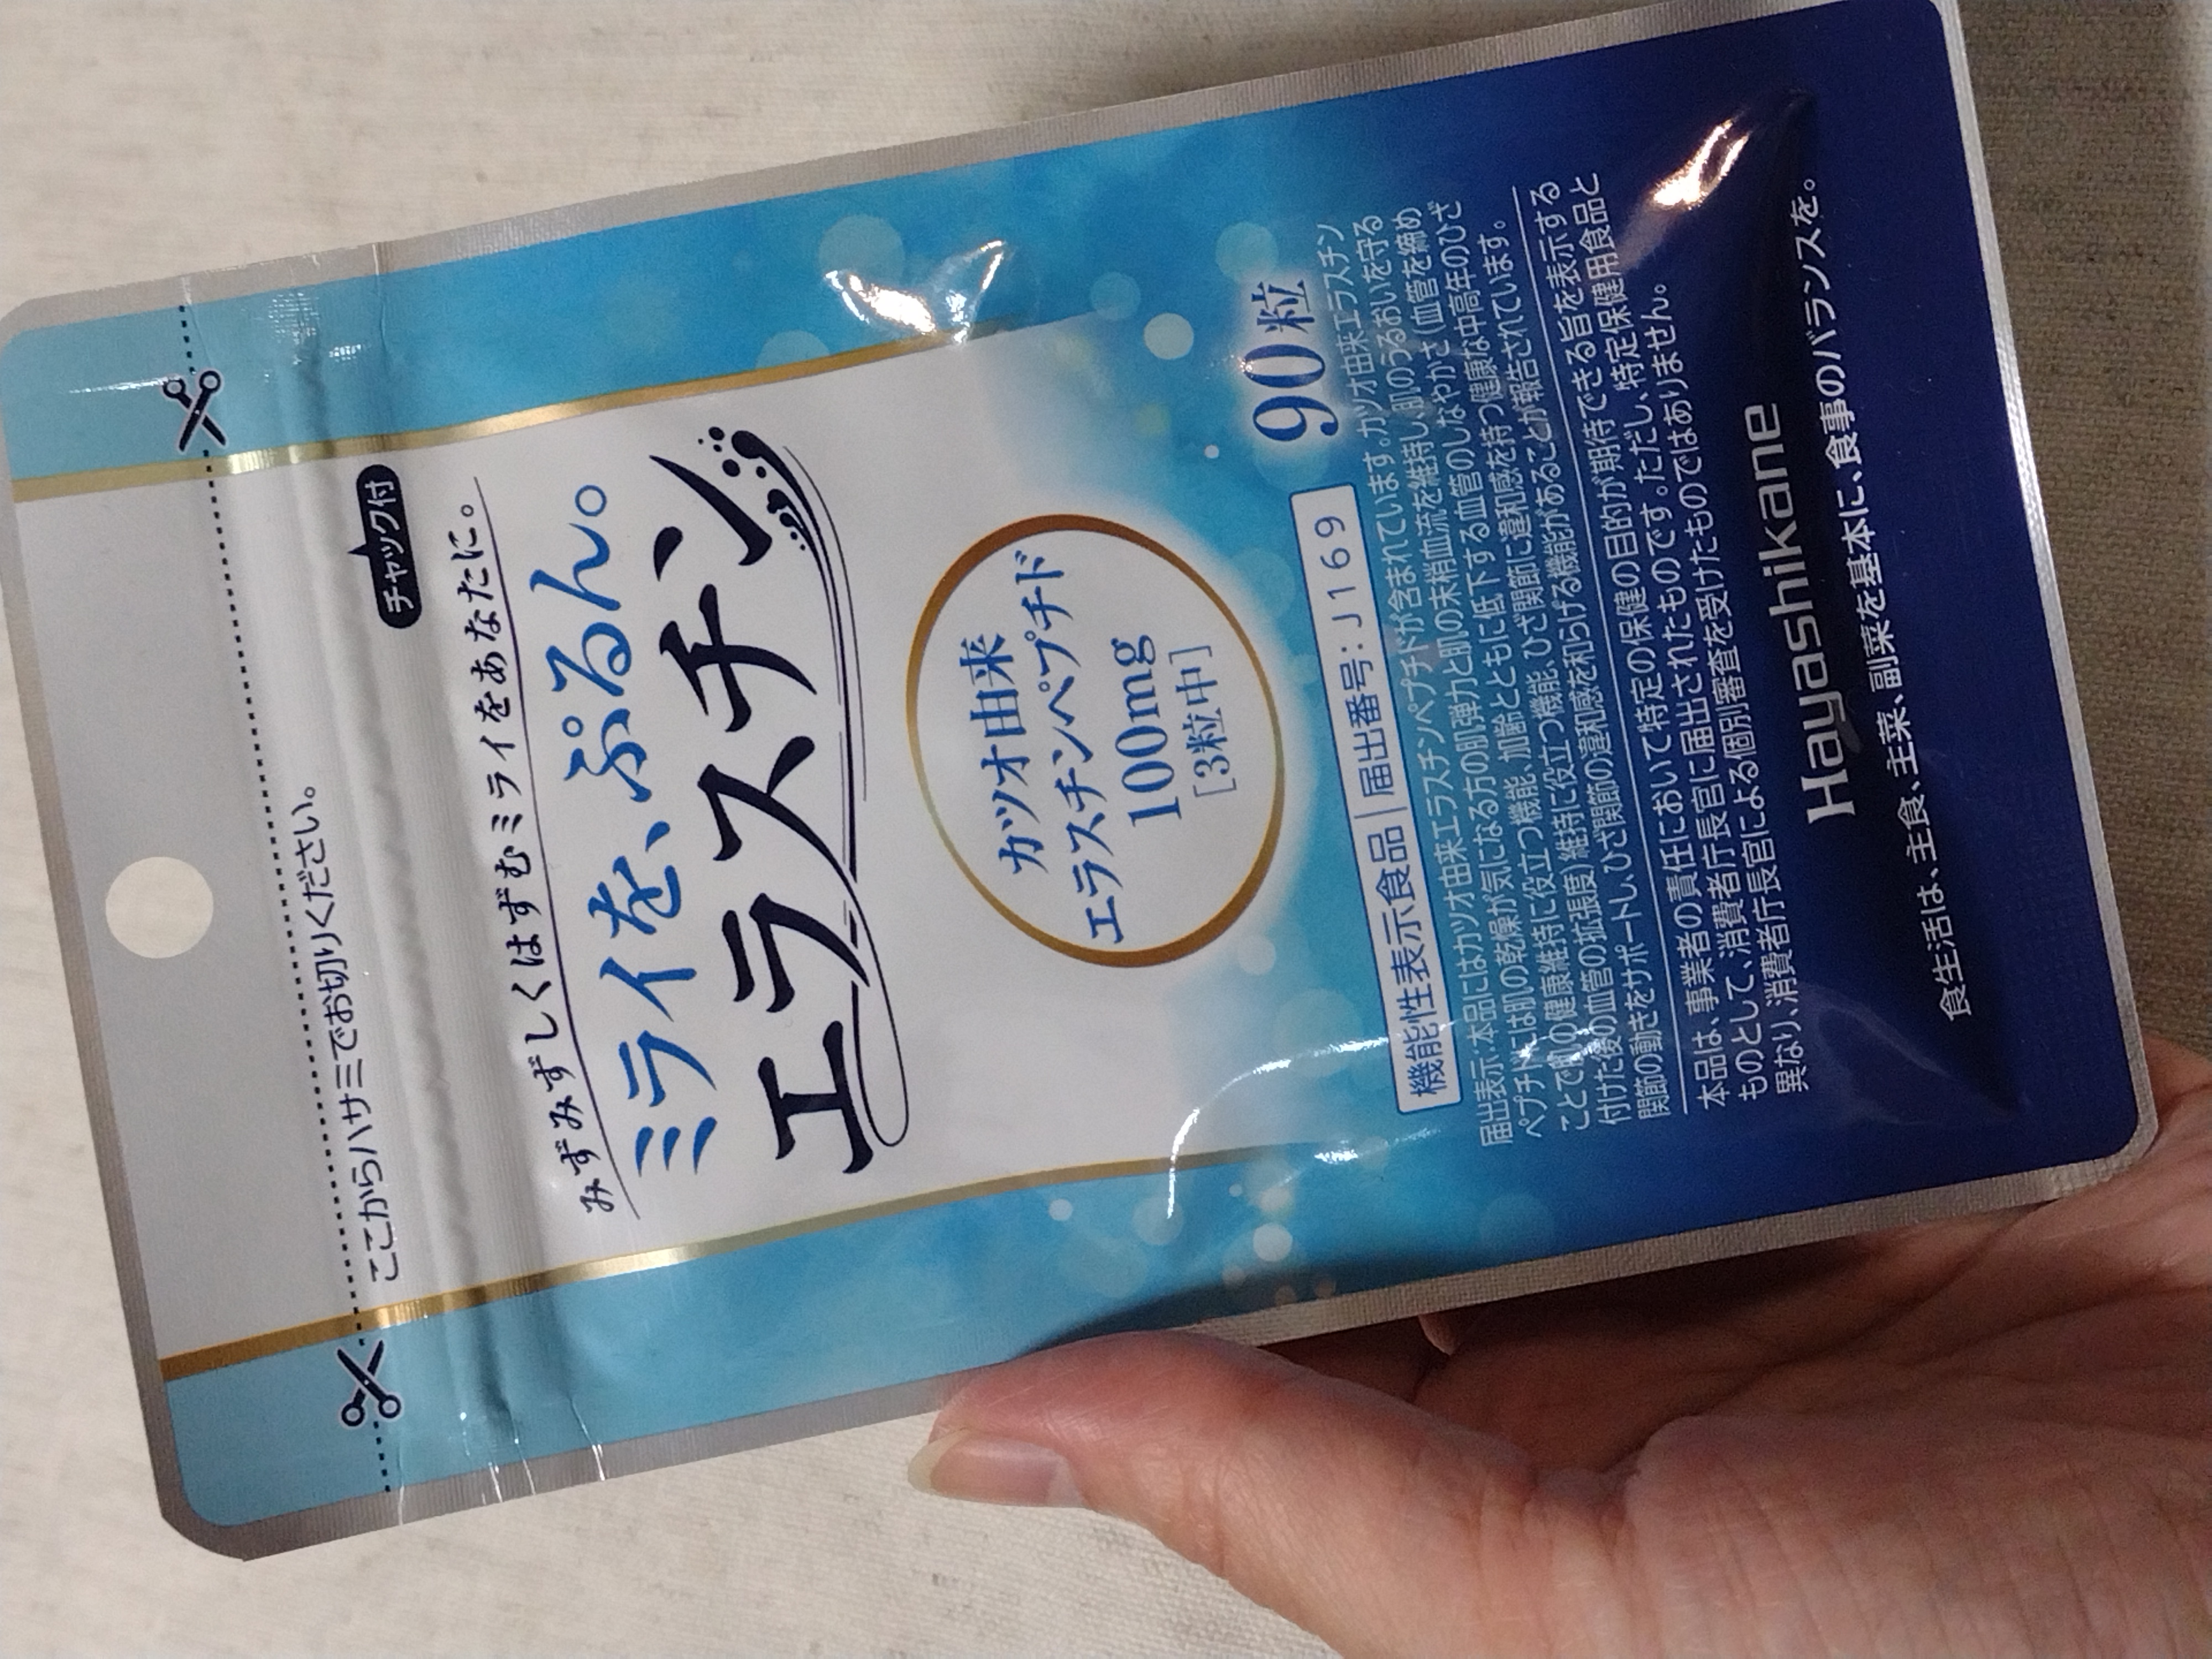 ここからハサミでお切りください。
チャック付
みずみずしくはずむミライをあなたに。
ミライを、ぷるん。
エラスチン
カツオ由来
エラスチンペプチド
100mg
[3粒中]
90粒
機能性表示食品 届出番号:J169
届出表示:本品にはカツオ由来エラスチンペプチドが含まれています。カツオ由来エラスチン
ペプチドには肌の乾燥が気になる方の肌弾力と肌の末梢血流を維持し、肌のうるおいを守る
ことで肌の健康維持に役立つ機能、加齢とともに低下する血管のしなやかさ(血管を締め
付けた後の血管の拡張度)維持に役立つ機能、ひざ関節に違和感を持つ健康な中高年のひざ
関節の動きをサポートし、ひざ関節の違和感を和らげる機能があることが報告されています。
本品は、事業者の責任において特定の保健の目的が期待できる旨を表示する
ものとして、消費者庁長官に届出されたものです。ただし、特定保健用食品と
異なり、消費者庁長官による個別審査を受けたものではありません。
Hayashikane
食生活は、主食、主菜、副菜を基本に、食事のバランスを。